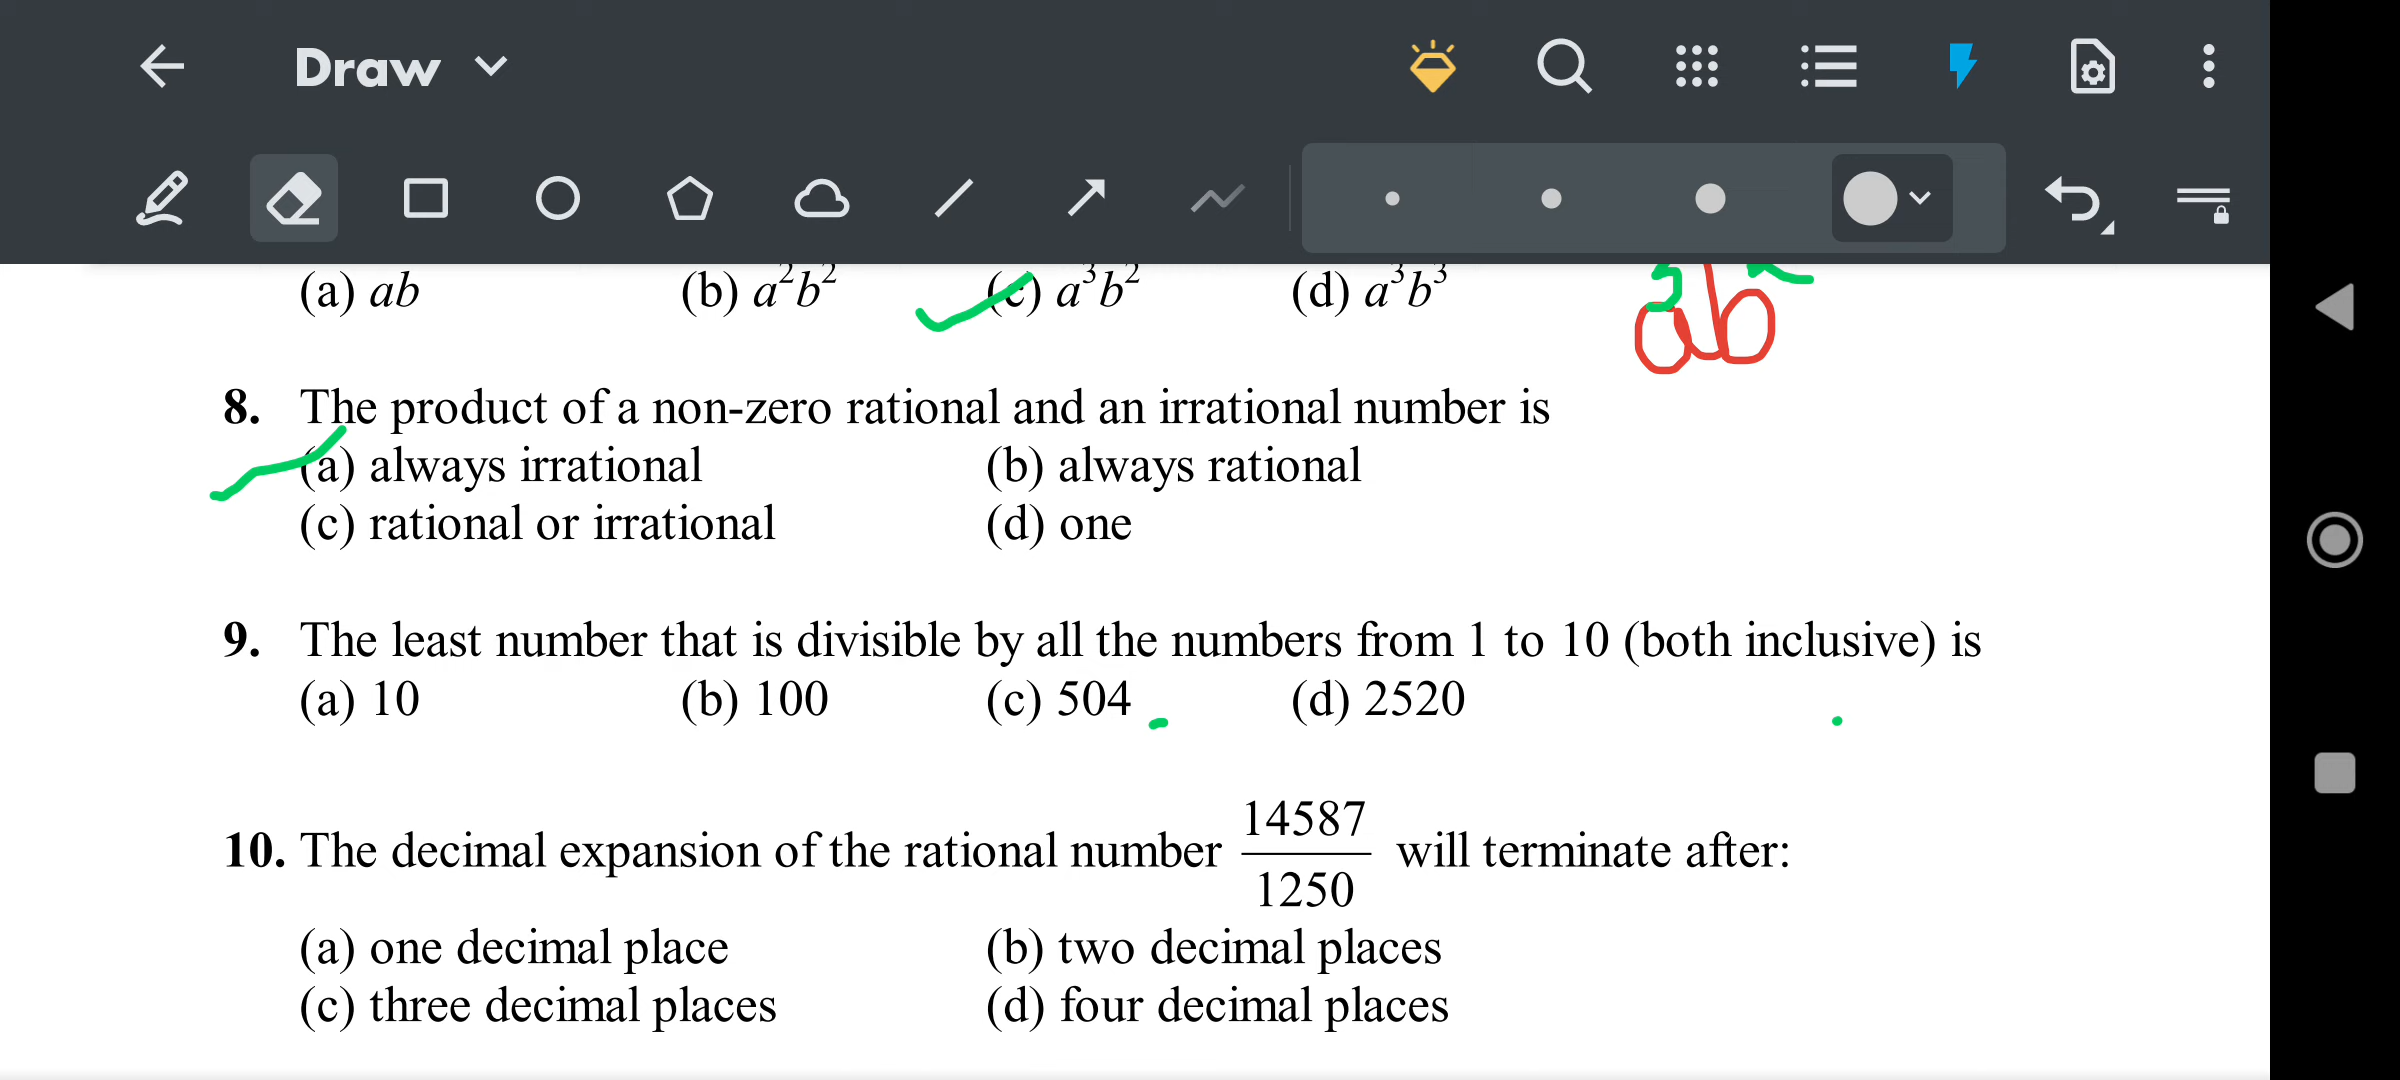 Draw
(a) ab (b) a²b² (c) a³b² (d) a³b³ a³b
8. The product of a non-zero rational and an irrational number is
(a) always irrational (b) always rational
(c) rational or irrational (d) one
9. The least number that is divisible by all the numbers from 1 to 10 (both inclusive) is
(a) 10 (b) 100 (c) 504 (d) 2520
10. The decimal expansion of the rational number 14587/1250 will terminate after:
(a) one decimal place (b) two decimal places
(c) three decimal places (d) four decimal places